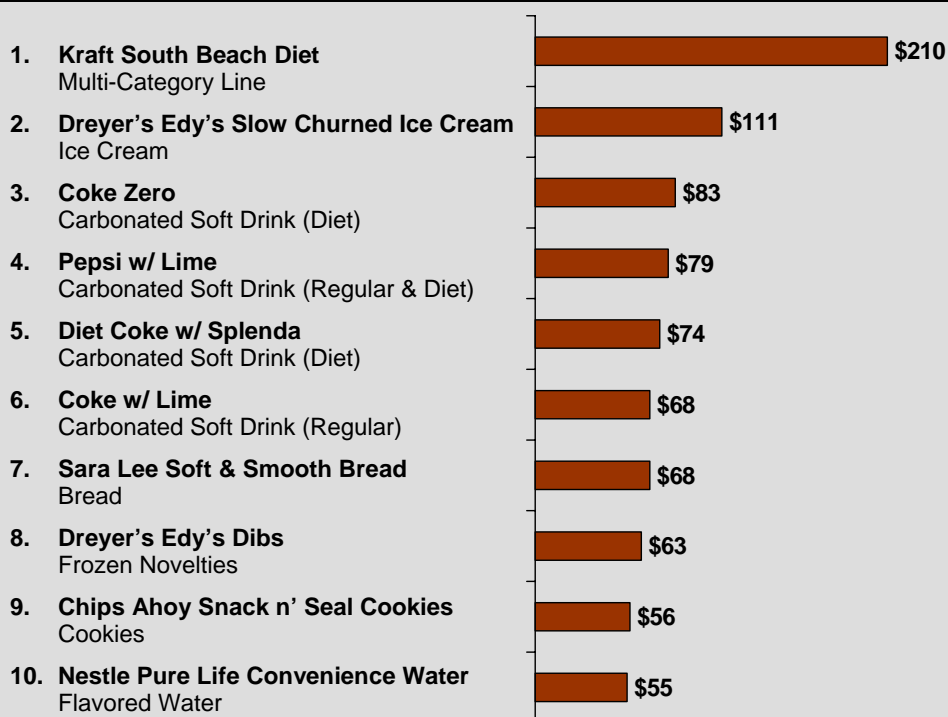 1. Kraft South Beach Diet $210
Multi-Category Line
2. Dreyer’s Edy’s Slow Churned Ice Cream $111
Ice Cream
3. Coke Zero $83
Carbonated Soft Drink (Diet)
4. Pepsi w/ Lime $79
Carbonated Soft Drink (Regular & Diet)
5. Diet Coke w/ Splenda $74
Carbonated Soft Drink (Diet)
6. Coke w/ Lime $68
Carbonated Soft Drink (Regular)
7. Sara Lee Soft & Smooth Bread $68
Bread
8. Dreyer’s Edy’s Dibs $63
Frozen Novelties
9. Chips Ahoy Snack n’ Seal Cookies $56
Cookies
10. Nestle Pure Life Convenience Water $55
Flavored Water